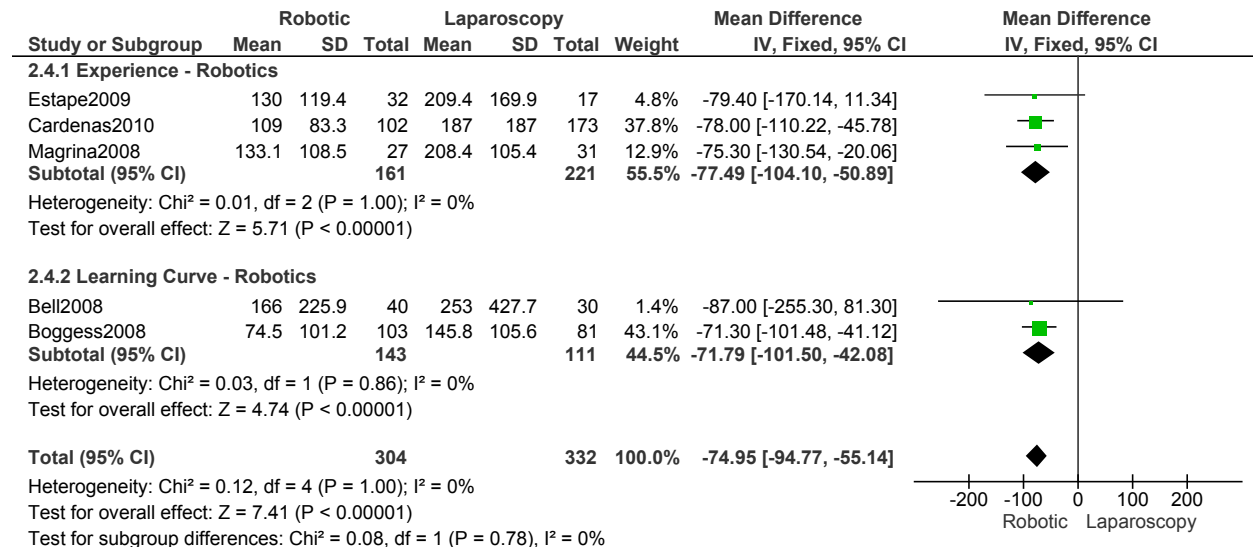 Robotic Laparoscopy Mean Difference Mean Difference
Study or Subgroup Mean SD Total Mean SD Total Weight IV, Fixed, 95% CI IV, Fixed, 95% CI
2.4.1 Experience - Robotics
Estape2009 130 119.4 32 209.4 169.9 17 4.8% -79.40 [-170.14, 11.34]
Cardenas2010 109 83.3 102 187 187 173 37.8% -78.00 [-110.22, -45.78]
Magrina2008 133.1 108.5 27 208.4 105.4 31 12.9% -75.30 [-130.54, -20.06]
Subtotal (95% CI) 161 221 55.5% -77.49 [-104.10, -50.89]
Heterogeneity: Chi² = 0.01, df = 2 (P = 1.00); I² = 0%
Test for overall effect: Z = 5.71 (P < 0.00001)
2.4.2 Learning Curve - Robotics
Bell2008 166 225.9 40 253 427.7 30 1.4% -87.00 [-255.30, 81.30]
Boggess2008 74.5 101.2 103 145.8 105.6 81 43.1% -71.30 [-101.48, -41.12]
Subtotal (95% CI) 143 111 44.5% -71.79 [-101.50, -42.08]
Heterogeneity: Chi² = 0.03, df = 1 (P = 0.86); I² = 0%
Test for overall effect: Z = 4.74 (P < 0.00001)
Total (95% CI) 304 332 100.0% -74.95 [-94.77, -55.14]
Heterogeneity: Chi² = 0.12, df = 4 (P = 1.00); I² = 0%
Test for overall effect: Z = 7.41 (P < 0.00001)
Test for subgroup differences: Chi² = 0.08, df = 1 (P = 0.78), I² = 0%
-200 -100 0 100 200
Robotic Laparoscopy